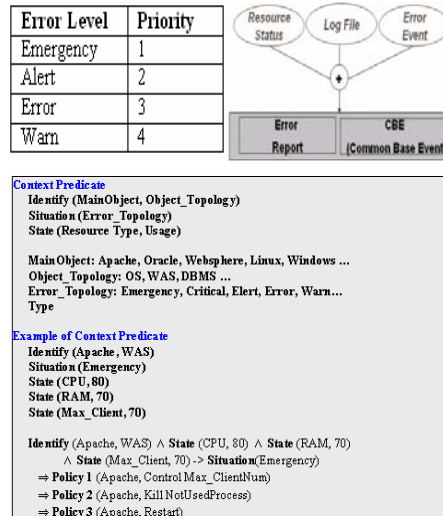 Error Level Priority
Emergency 1
Alert 2
Error 3
Warn 4
Resource
Status
Log File
Error
Event
+
Error
Report
CBE
(Common Base Event
Context Predicate
Identify (MainObject, Object_Topology)
Situation (Error_Topology)
State (Resource Type, Usage)
MainObject: Apache, Oracle, Websphere, Linux, Windows ...
Object_Topology: OS, WAS, DBMS ...
Error_Topology: Emergency, Critical, Elert, Error, Warn...
Type
Example of Context Predicate
Identify (Apache, WAS)
Situation (Emergency)
State (CPU, 80)
State (RAM, 70)
State (Max_Client, 70)
Identify (Apache, WAS) ∧ State (CPU, 80) ∧ State (RAM, 70)
∧ State (Max_Client, 70) -> Situation(Emergency)
⇒ Policy 1 (Apache, Control Max_ClientNum)
⇒ Policy 2 (Apache, Kill NotUsedProcess)
⇒ Policy 3 (Apache, Restart)